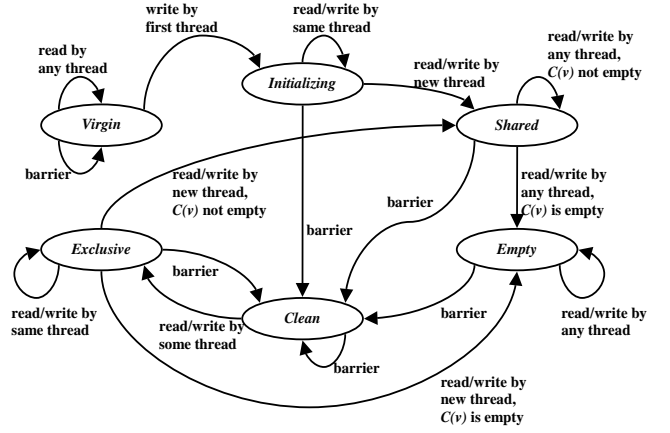 write by
first thread
read/write by
same thread
read by
any thread
read/write by
any thread,
C(v) not empty
read/write by
new thread
Initializing
Virgin
Shared
barrier
read/write by
new thread,
C(v) not empty
barrier
read/write by
any thread,
C(v) is empty
barrier
Exclusive
Empty
barrier
read/write by
same thread
read/write by
some thread
Clean
barrier
read/write by
any thread
barrier
read/write by
new thread,
C(v) is empty